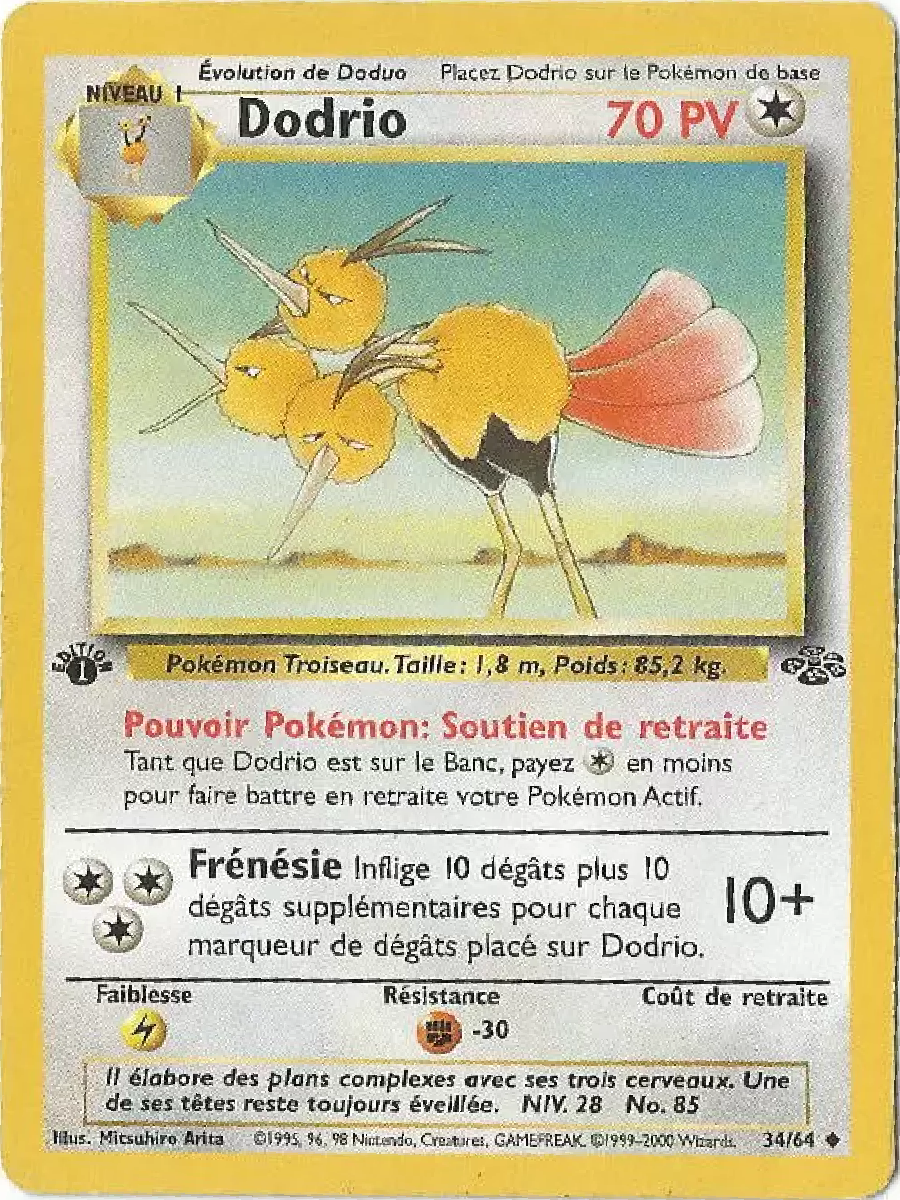 Évolution de Doduo Placez Dodrio sur le Pokémon de base
NIVEAU 1
Dodrio 70 PV
EDITION
1
Pokémon Troiseau. Taille: 1,8 m, Poids: 85,2 kg.
Pouvoir Pokémon: Soutien de retraite
Tant que Dodrio est sur le Banc, payez en moins
pour faire battre en retraite votre Pokémon Actif.
Frénésie Inflige 10 dégâts plus 10
dégâts supplémentaires pour chaque
marqueur de dégâts placé sur Dodrio.
10+
Faiblesse Résistance Coût de retraite
-30
Il élabore des plans complexes avec ses trois cerveaux. Une
de ses têtes reste toujours éveillée. NIV. 28 No. 85
Illus. Mitsuhiro Arita ©1995, 96, 98 Nintendo, Creatures, GAMEFREAK. ©1999-2000 Wizards. 34/64